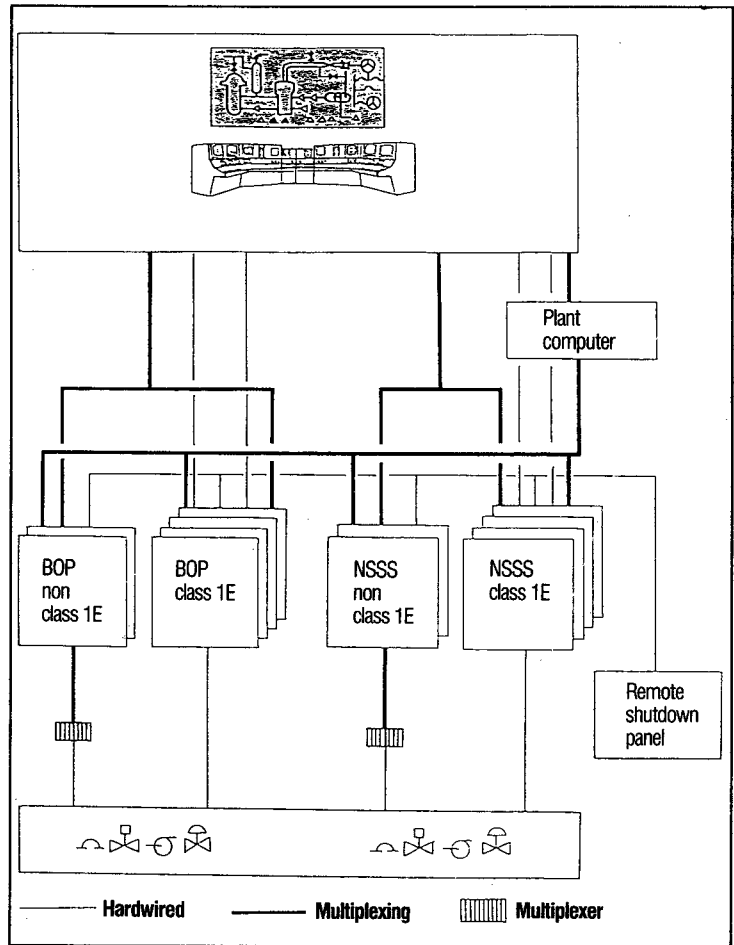 Plant
computer
BOP
non
class 1E
BOP
class 1E
NSSS
non
class 1E
NSSS
class 1E
Remote
shutdown
panel
Hardwired
Multiplexing
Multiplexer